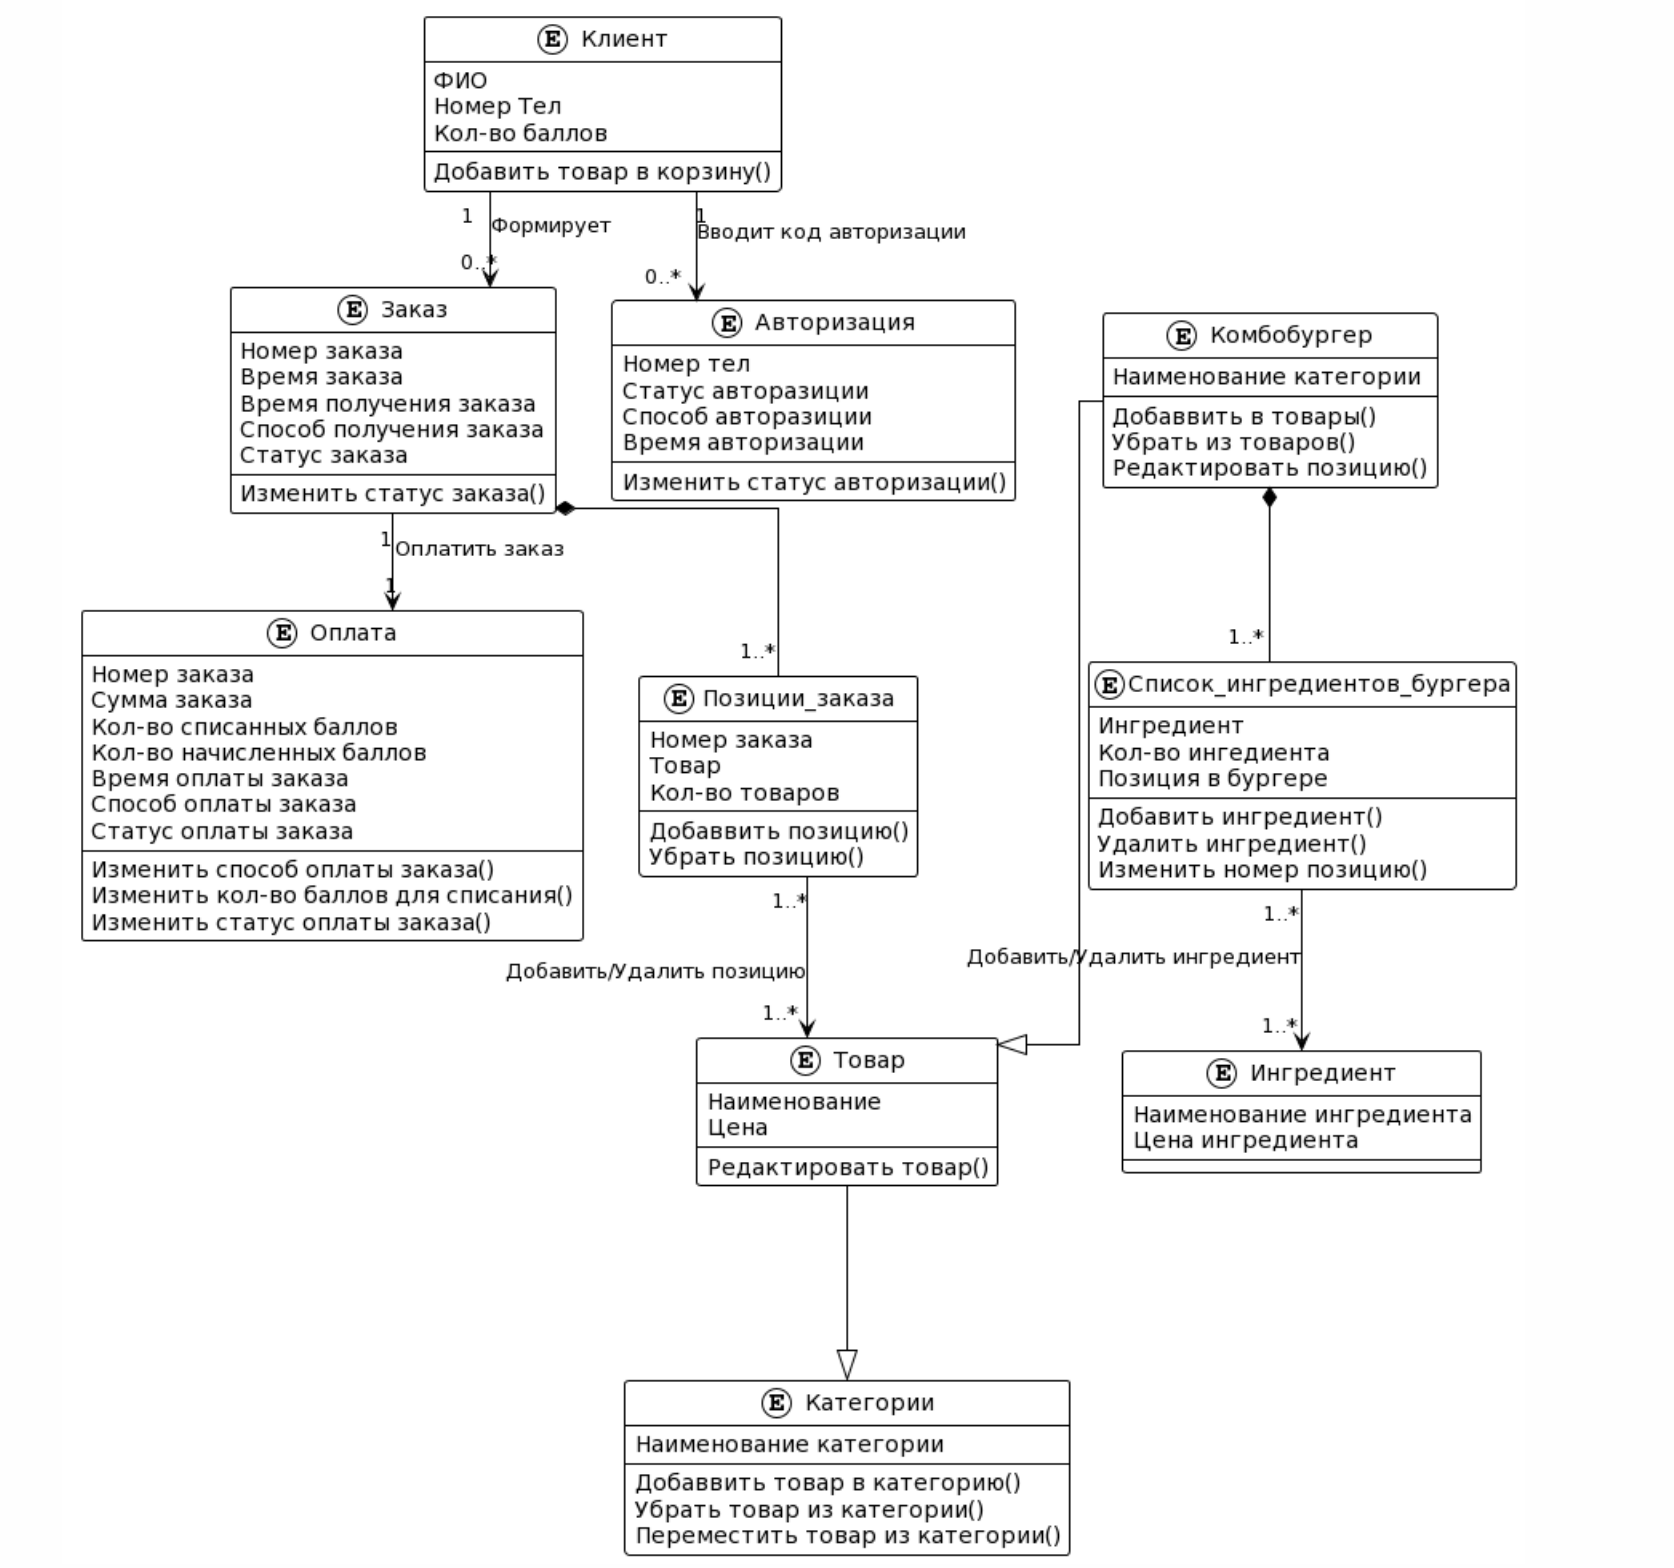 E Клиент
ФИО
Номер Тел
Кол-во баллов
Добавить товар в корзину()
1
Формирует
0..*
1
Вводит код авторизации
0..*
E Заказ
Номер заказа
Время заказа
Время получения заказа
Способ получения заказа
Статус заказа
Изменить статус заказа()
E Авторизация
Номер тел
Статус авторазиции
Способ авторазиции
Время авторизации
Изменить статус авторизации()
E Комбобургер
Наименование категории
Добаввить в товары()
Убрать из товаров()
Редактировать позицию()
1
Оплатить заказ
1
1..*
1..*
E Оплата
Номер заказа
Сумма заказа
Кол-во списанных баллов
Кол-во начисленных баллов
Время оплаты заказа
Способ оплаты заказа
Статус оплаты заказа
Изменить способ оплаты заказа()
Изменить кол-во баллов для списания()
Изменить статус оплаты заказа()
E Позиции_заказа
Номер заказа
Товар
Кол-во товаров
Добаввить позицию()
Убрать позицию()
E Список_ингредиентов_бургера
Ингредиент
Кол-во ингедиента
Позиция в бургере
Добавить ингредиент()
Удалить ингредиент()
Изменить номер позицию()
1..*
Добавить/Удалить позицию
1..*
1..*
Добавить/Удалить ингредиент
1..*
E Товар
Наименование
Цена
Редактировать товар()
E Ингредиент
Наименование ингредиента
Цена ингредиента
E Категории
Наименование категории
Добаввить товар в категорию()
Убрать товар из категории()
Переместить товар из категории()